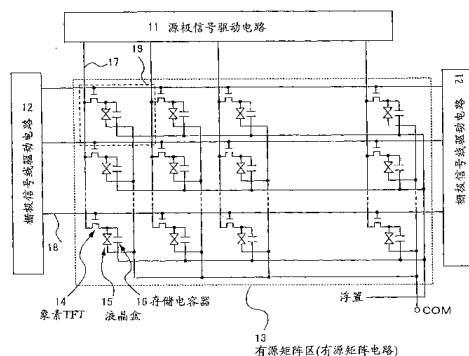 11 源极信号驱动电路
17
19
12
栅极信号线驱动电路
21
栅极信号线驱动电路
18
14
象素TFT
15
液晶盒
16 存储电容器
浮置
COM
13
有源矩阵区(有源矩阵电路)